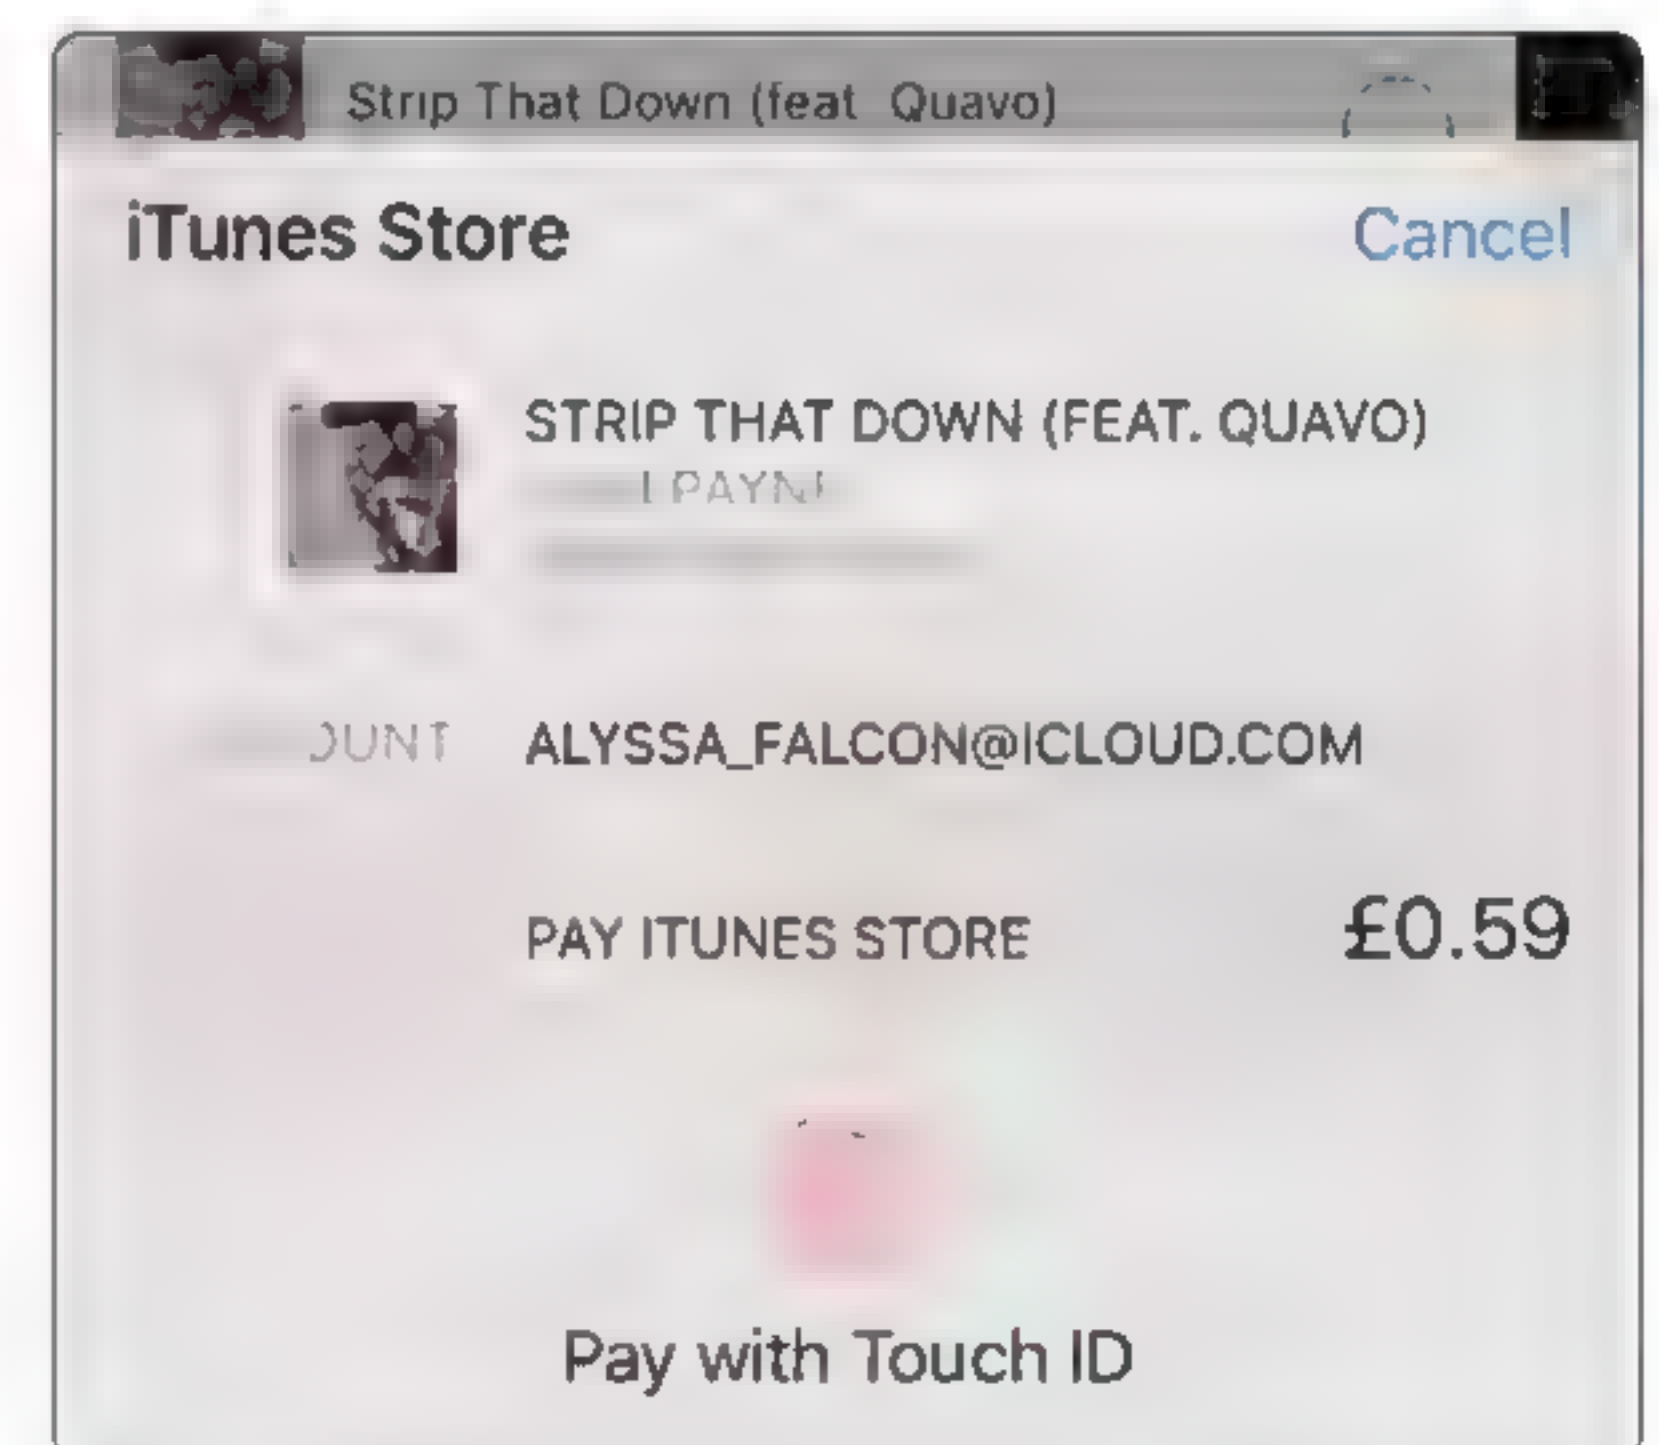 Strip That Down (feat Quavo)
iTunes Store
Cancel
STRIP THAT DOWN (FEAT. QUAVO)
ALYSSA_FALCON@ICLOUD.COM
PAY ITUNES STORE
£0.59
Pay with Touch ID